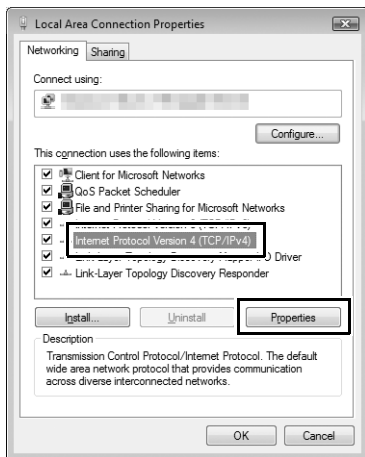 Local Area Connection Properties
Networking
Sharing
Connect using:
Configure...
This connection uses the following items:
Client for Microsoft Networks
QoS Packet Scheduler
File and Printer Sharing for Microsoft Networks
Internet Protocol Version 4 (TCP/IPv4)
Driver
Link-Layer Topology Discovery Responder
Install...
Uninstall
Properties
Description
Transmission Control Protocol/Internet Protocol. The default
wide area network protocol that provides communication
across diverse interconnected networks.
OK
Cancel